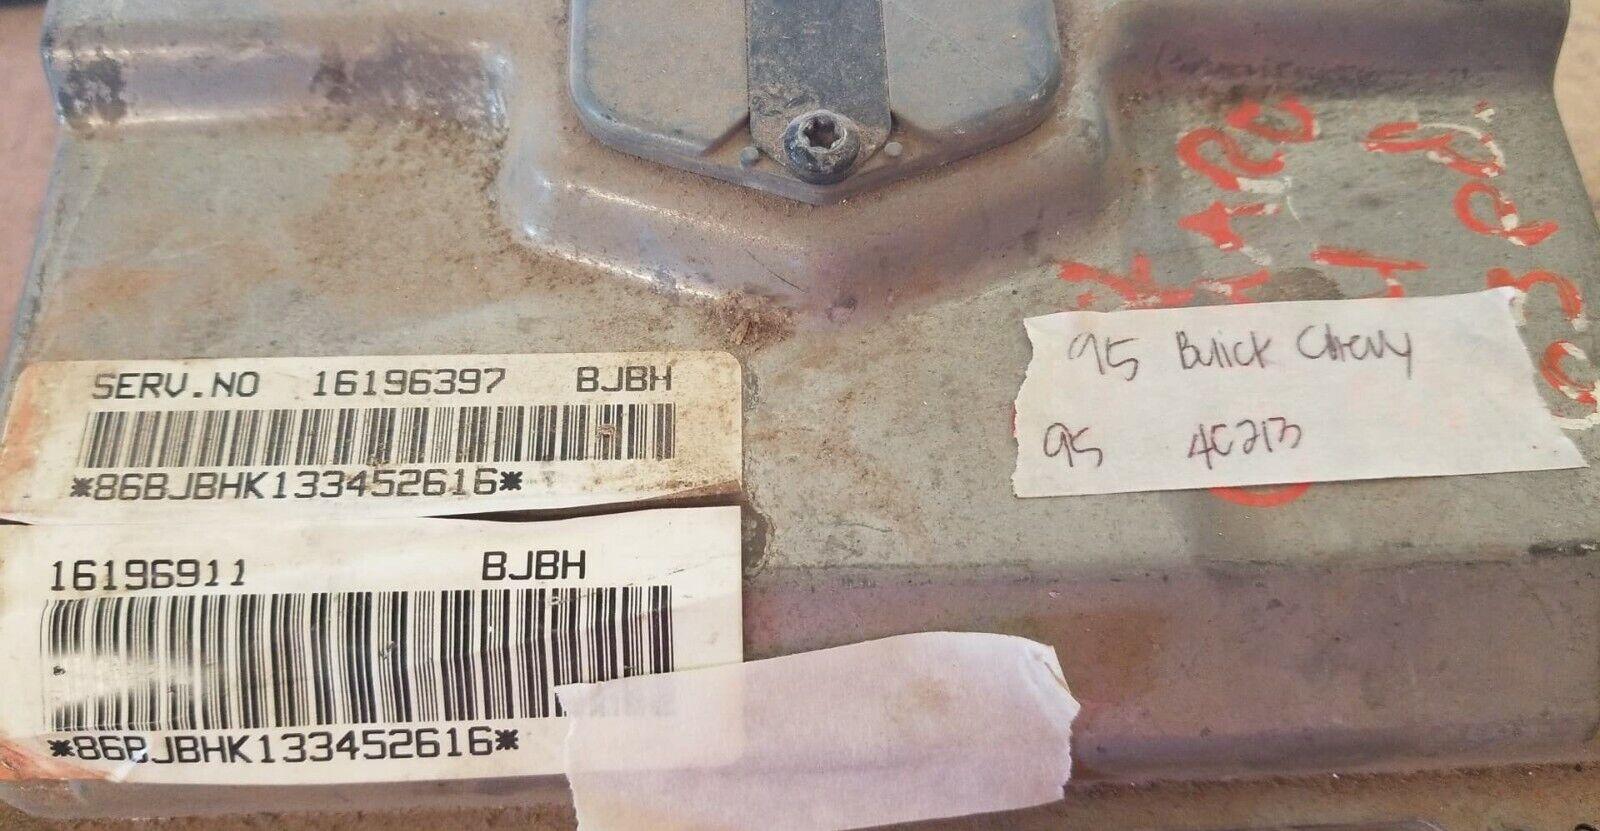 SERV.NO 16196397 BJBH
*86BJBHK133452616*
16196911 BJBH
*86BJBHK133452616*
95 Buick Chevy
95 4C213